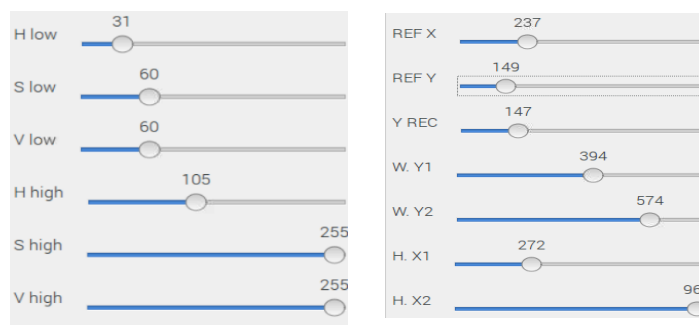 31
H low
60
S low
60
V low
105
H high
255
S high
255
V high
237
REF X
149
REF Y
147
Y REC
394
W. Y1
574
W. Y2
272
H. X1
H. X2